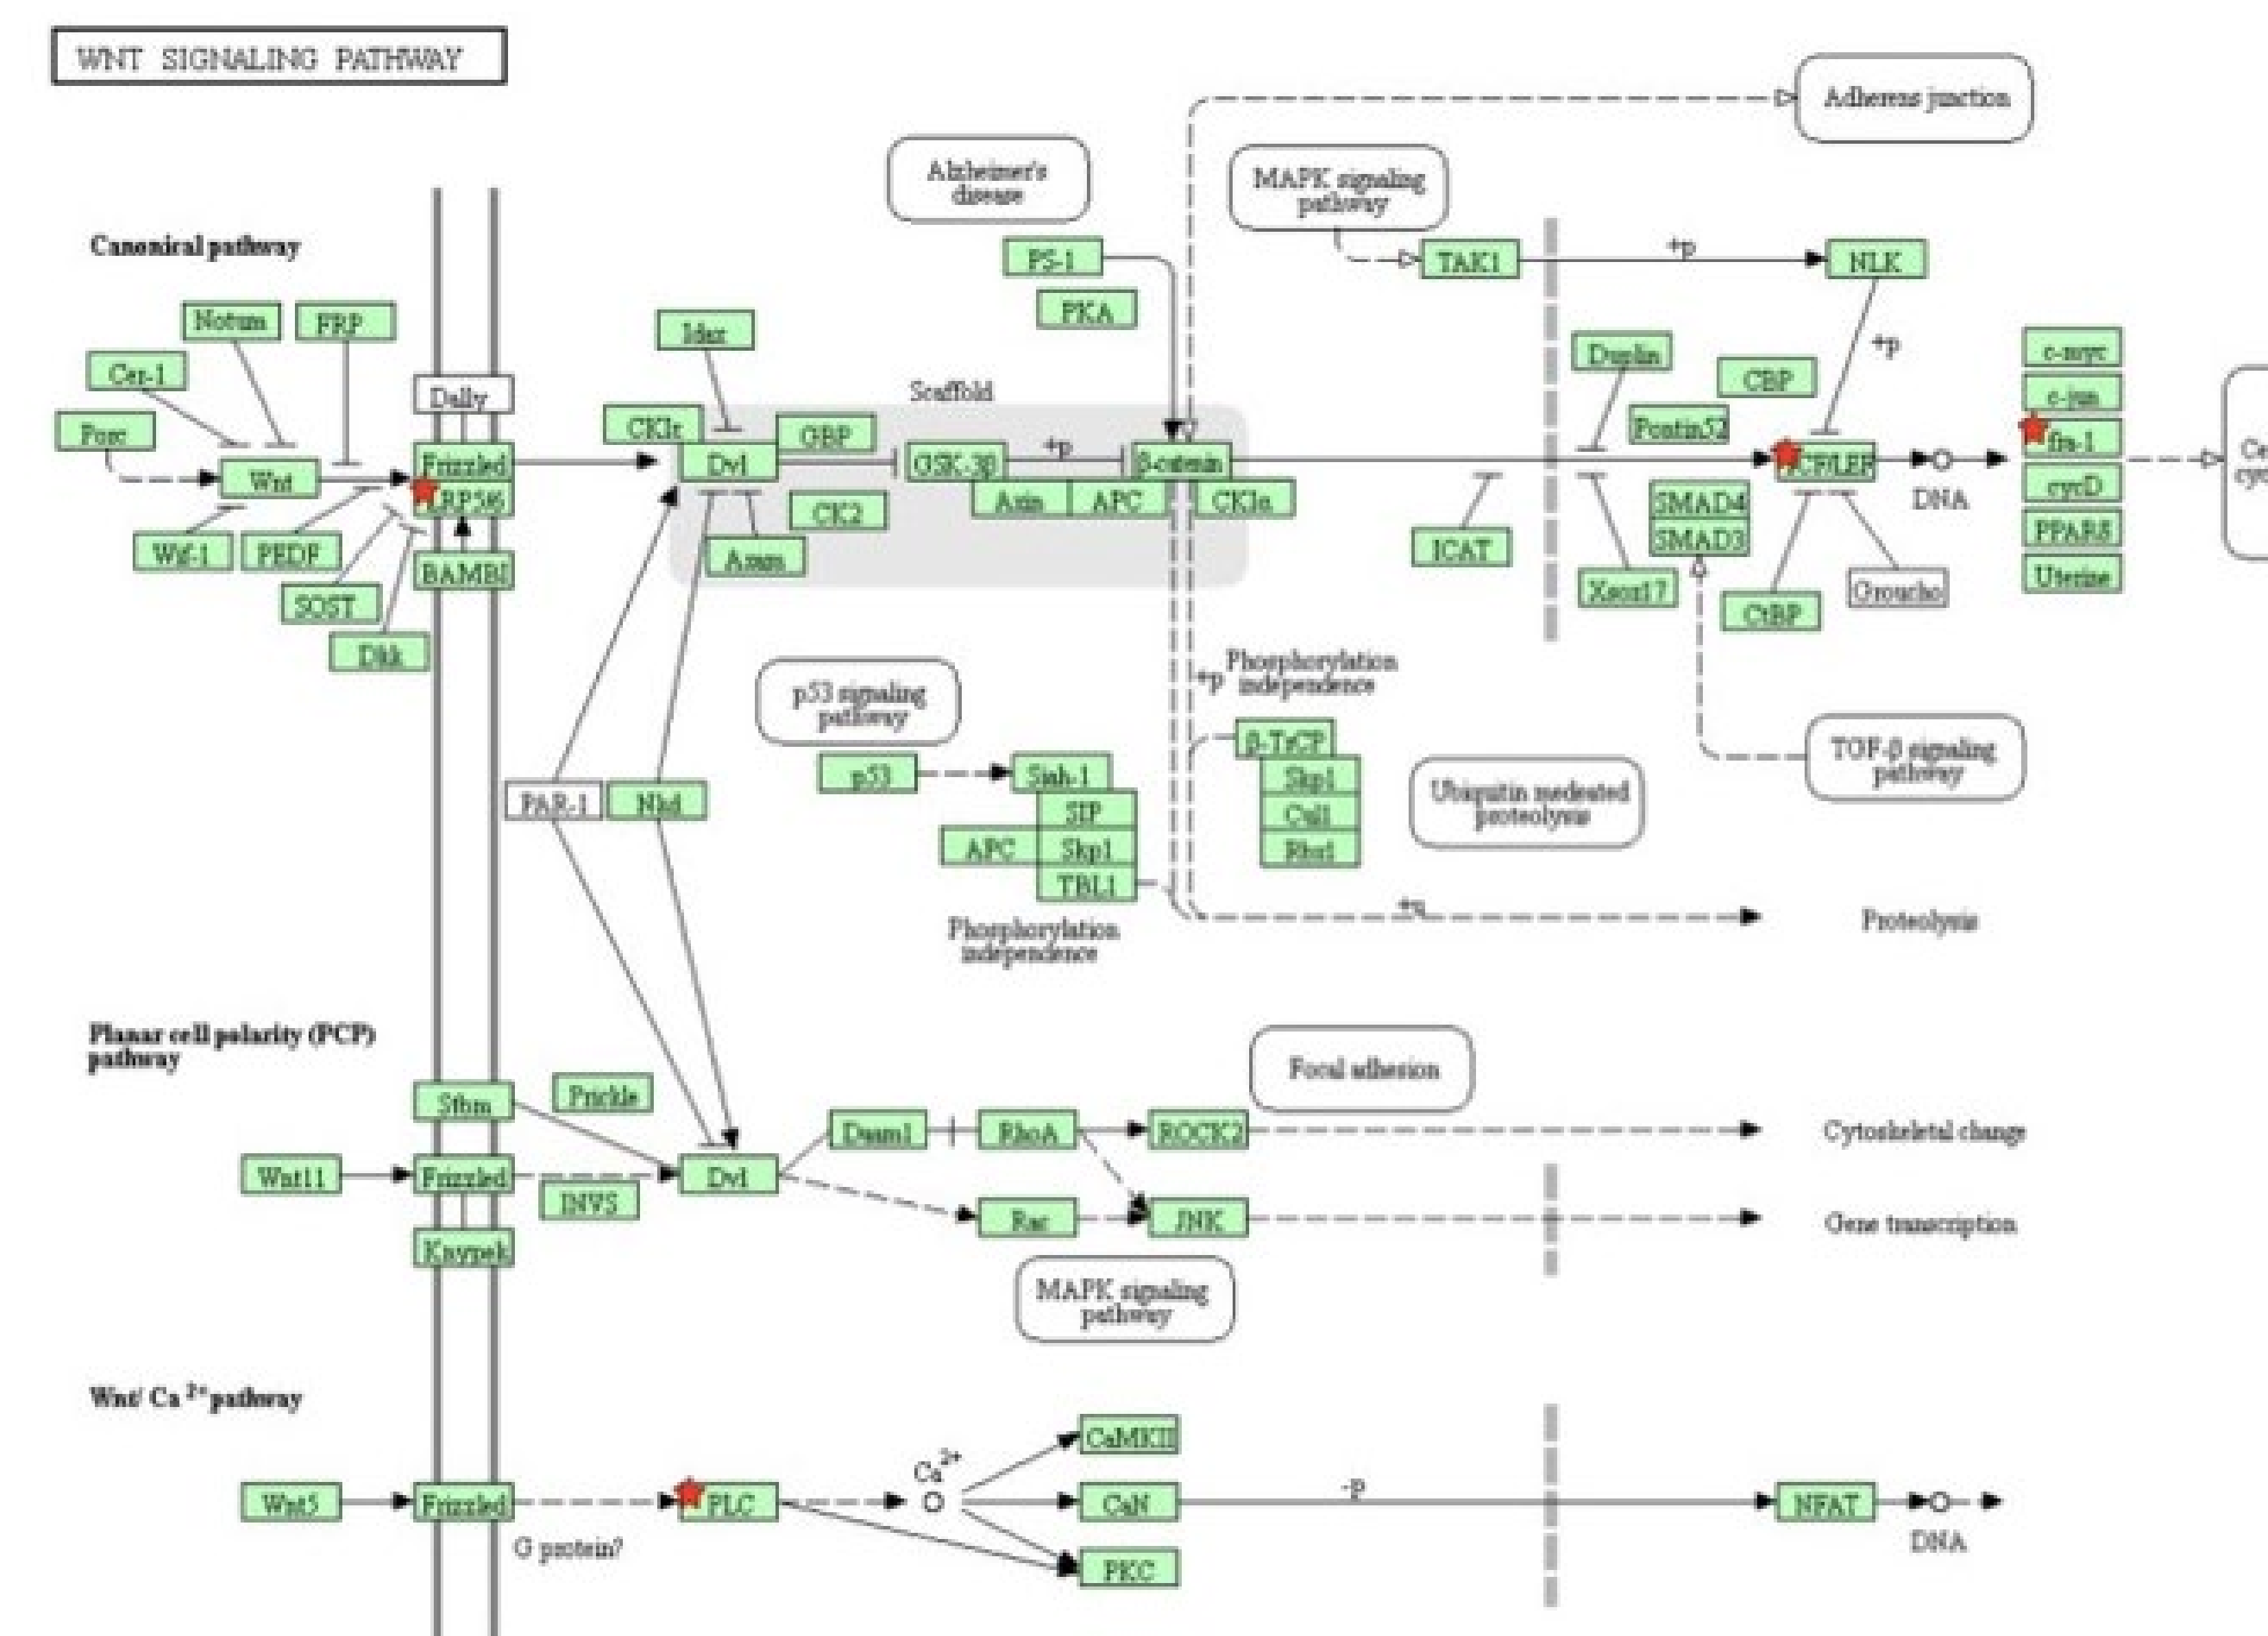 WNT SIGNALING PATHWAY
Adherens junction
Alzheimer's
disease
MAPK signaling
pathway
Canonical pathway
PS-1
TAK1
+p
NLK
PKA
Notum
FRP
Idax
+p
Duplin
c-myc
Cer-1
CBP
Dally
Scaffold
c-jun
Porc
CKIε
GBP
Pontin52
fra-1
Wnt
Frizzled
Dvl
GSK-3β
+p
β-catenin
TCF/LEF
DNA
LRP5/6
Axin
APC
CKIα
SMAD4
cycD
CK2
SMAD3
PPARδ
Wif-1
PEDF
BAMBI
Axam
ICAT
Xsox17
Groucho
Uterine
SOST
CtBP
Dkk
Phosphorylation
independence
+p
p53 signaling
pathway
β-TrCP
TGF-β signaling
pathway
p53
Siah-1
Skp1
Ubiquitin medeated
proteolysis
PAR-1
Nkd
SIP
Cul1
APC
Skp1
Rbx1
TBL1
+u
Proteolysis
Phosphorylation
independence
Planar cell polarity (PCP)
pathway
Focal adhesion
Stbm
Prickle
Daam1
RhoA
ROCK2
Cytoskeletal change
Wnt11
Frizzled
Dvl
INVS
Rac
JNK
Gene transcription
Knypek
MAPK signaling
pathway
Wnt/ Ca 2+ pathway
CaMKII
Ca2+
Wnt5
Frizzled
PLC
CaN
-p
NFAT
G protein?
DNA
PKC